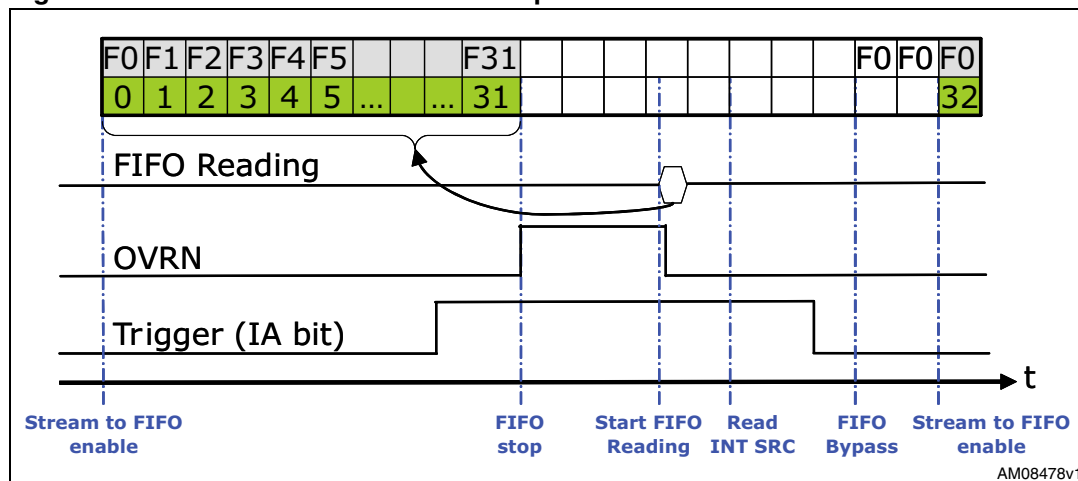 F0 F1 F2 F3 F4 F5 F31 F0 F0 F0
0 1 2 3 4 5 ... ... 31 32
FIFO Reading
OVRN
Trigger (IA bit)
t
Stream to FIFO enable
FIFO stop
Start FIFO Reading
Read INT SRC
FIFO Bypass
Stream to FIFO enable
AM08478v1